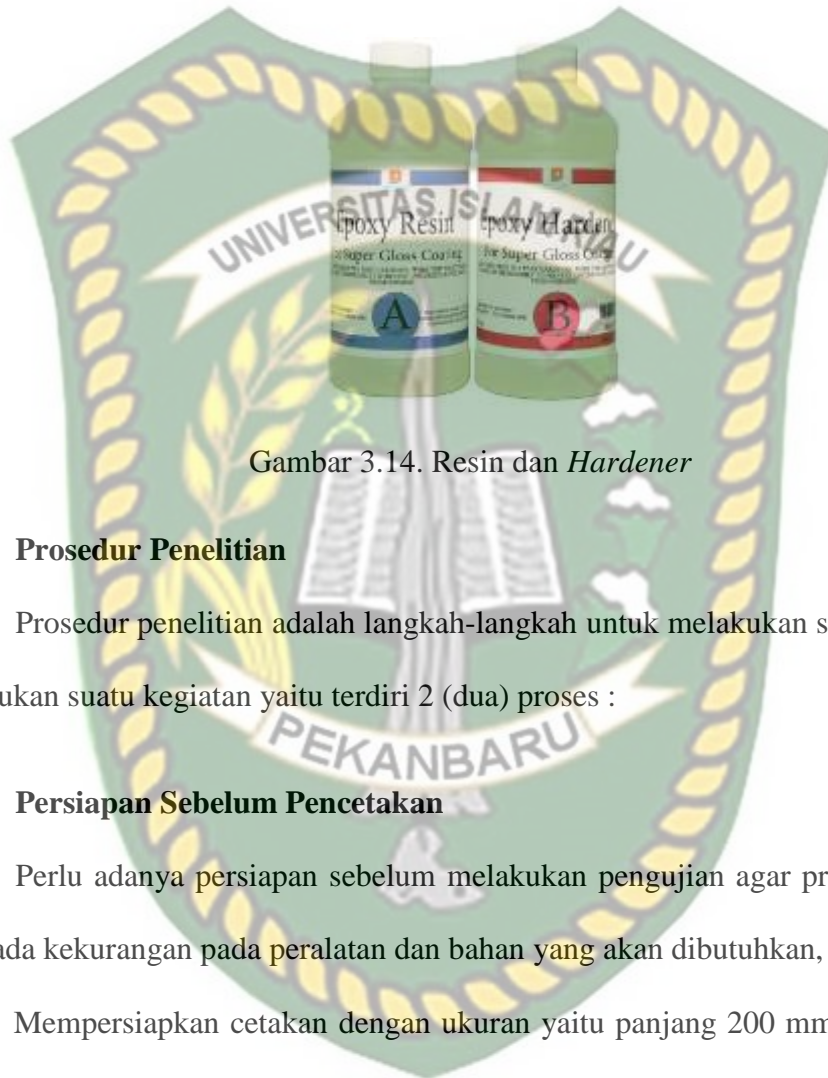 UNIVERSITAS ISLAM RIAU
Epoxy Resin
Super Gloss Coating
A
Epoxy Harden
For Super Gloss
B
Gambar 3.14. Resin dan Hardener
Prosedur Penelitian
Prosedur penelitian adalah langkah-langkah untuk melakukan s
ukan suatu kegiatan yaitu terdiri 2 (dua) proses :
PEKANBARU
Persiapan Sebelum Pencetakan
Perlu adanya persiapan sebelum melakukan pengujian agar pr
ada kekurangan pada peralatan dan bahan yang akan dibutuhkan,
Mempersiapkan cetakan dengan ukuran yaitu panjang 200 mm